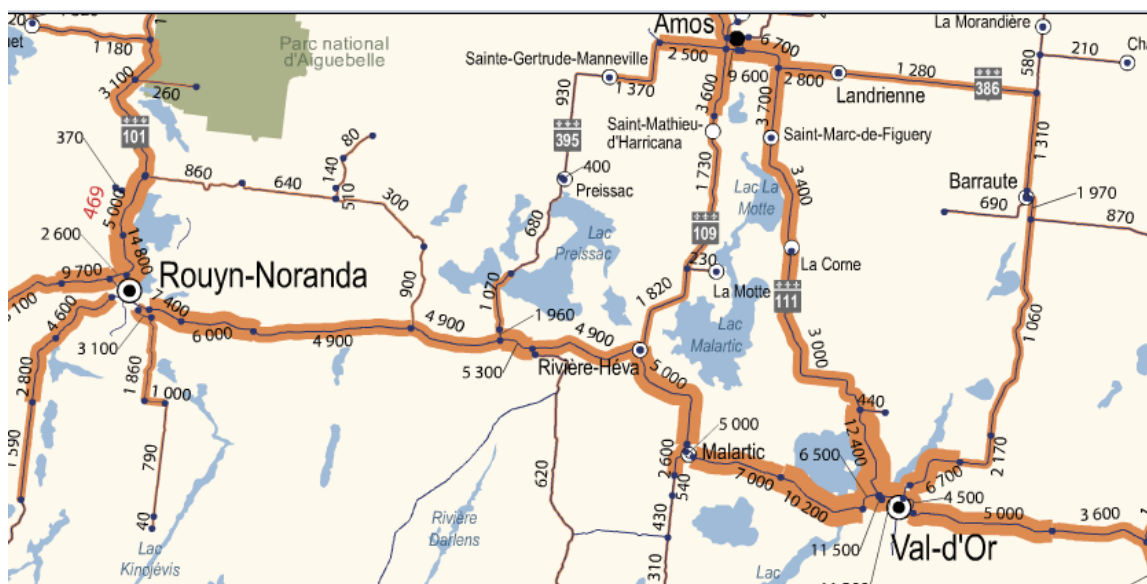 20
1
uet
1 180
Parc national
d'Aiguebelle
3 100
260
101
370
80
140
860
640
510
300
469
5 000
2 600
14 800
9 700
Rouyn-Noranda
900
4 600
7 400
6 000
4 900
4 900
3 100
1 860
2 800
1 000
790
40
1 390
Lac
Kinojévis
Amos
6 700
La Morandière
Ch
210
580
Sainte-Gertrude-Manneville
2 500
9 600
2 800
1 280
386
Landrienne
930
1 370
3 600
3 700
395
Saint-Mathieu-
d'Harricana
Saint-Marc-de-Figuery
1 310
400
Preissac
1 730
Lac La
Motte
3 400
Barraute
1 970
690
870
680
Lac
Preissac
109
230
La Motte
La Corne
111
1 070
1 820
1 960
4 900
Lac
Malartic
3 000
1 060
5 300
Rivière-Héva
5 000
440
12 400
5 000
Malartic
6 500
2 170
2 600
540
7 000
10 200
6 700
4 500
620
430
310
Rivière
Darlens
5 000
3 600
Val-d'Or
11 500
Lac